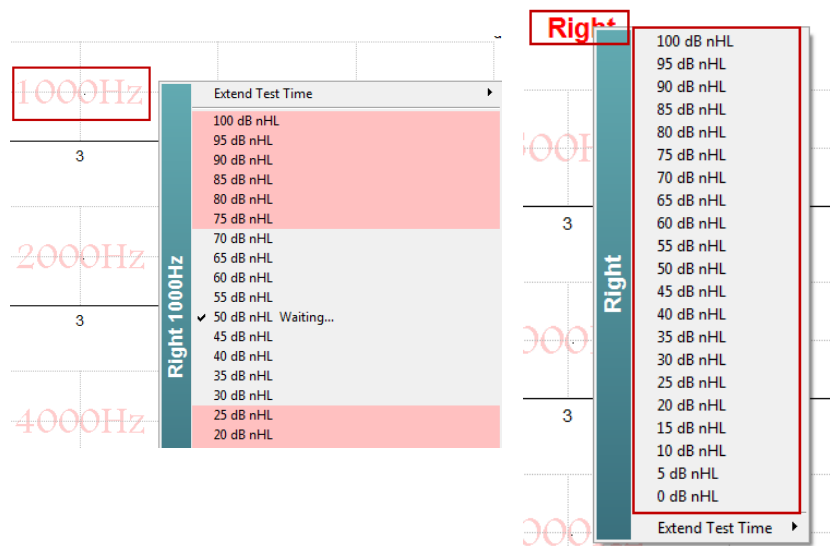 1000Hz
3
2000Hz
3
4000Hz
Right 1000Hz
Extend Test Time
100 dB nHL
95 dB nHL
90 dB nHL
85 dB nHL
80 dB nHL
75 dB nHL
70 dB nHL
65 dB nHL
60 dB nHL
55 dB nHL
50 dB nHL Waiting...
45 dB nHL
40 dB nHL
35 dB nHL
30 dB nHL
25 dB nHL
20 dB nHL
Right
3
3
Right
100 dB nHL
95 dB nHL
90 dB nHL
85 dB nHL
80 dB nHL
75 dB nHL
70 dB nHL
65 dB nHL
60 dB nHL
55 dB nHL
50 dB nHL
45 dB nHL
40 dB nHL
35 dB nHL
30 dB nHL
25 dB nHL
20 dB nHL
15 dB nHL
10 dB nHL
5 dB nHL
0 dB nHL
Extend Test Time